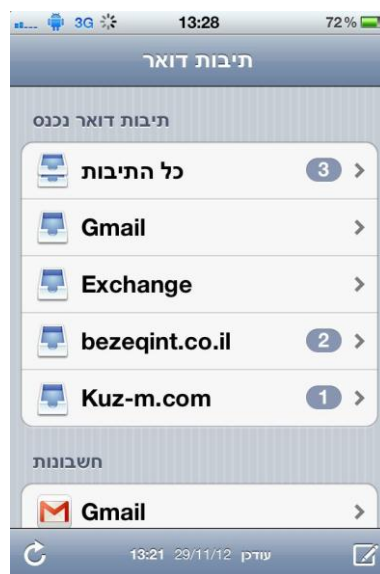 3G 13:28 72%
תיבות דואר
תיבות דואר נכנס
כל התיבות 3
Gmail
Exchange
bezeqint.co.il 2
Kuz-m.com 1
חשבונות
Gmail
עודכן 29/11/12 13:21